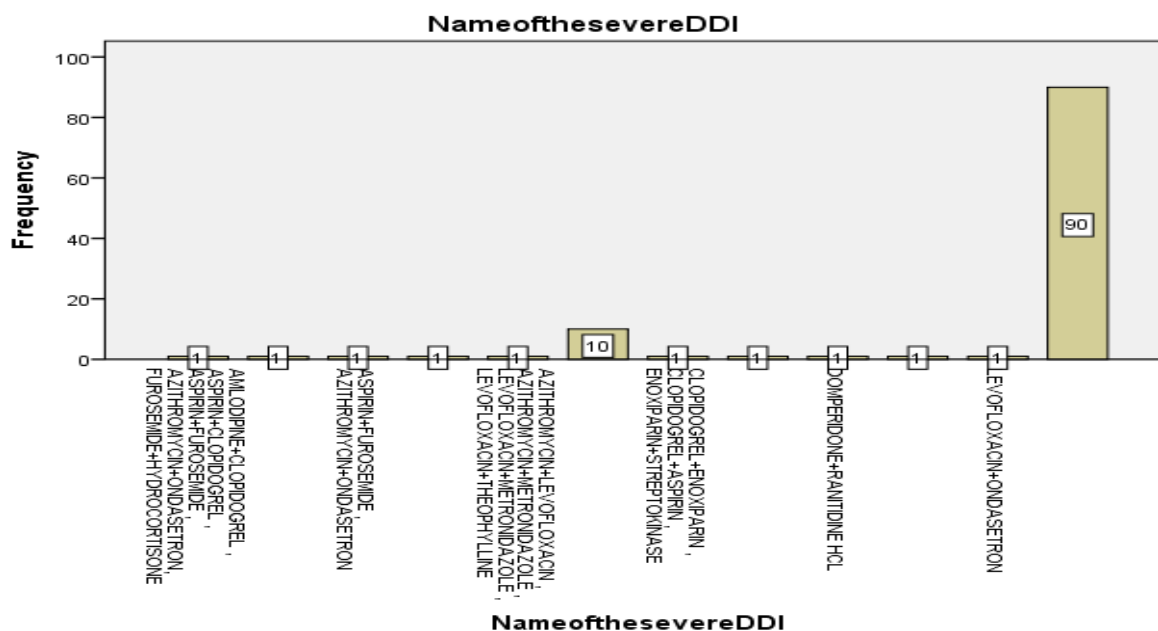 NameofthesevereDDI
Frequency
100
80
60
40
20
0
1
1
1
1
1
10
1
1
1
1
1
90
AMLODIPINE+CLOPIDOGREL ,
ASPIRIN+CLOPIDOGREL ,
ASPIRIN+FUROSEMIDE ,
AZITHROMYCIN+ONDASETRON,
FUROSEMIDE+HYDROCORTISONE
ASPIRIN+FUROSEMIDE,
AZITHROMYCIN+ONDASETRON
AZITHROMYCIN+LEVOFLOXACIN ,
AZITHROMYCIN+METRONIDAZOLE ,
LEVOFLOXACIN+METRONIDAZOLE ,
LEVOFLOXACIN+THEOPHYLLINE
CLOPIDOGREL+ENOXIPARIN ,
CLOPIDOGREL+ASPIRIN ,
ENOXIPARIN+STREPTOKINASE
DOMPERIDONE+RANITIDINE HCL
LEVOFLOXACIN+ONDASETRON
NameofthesevereDDI